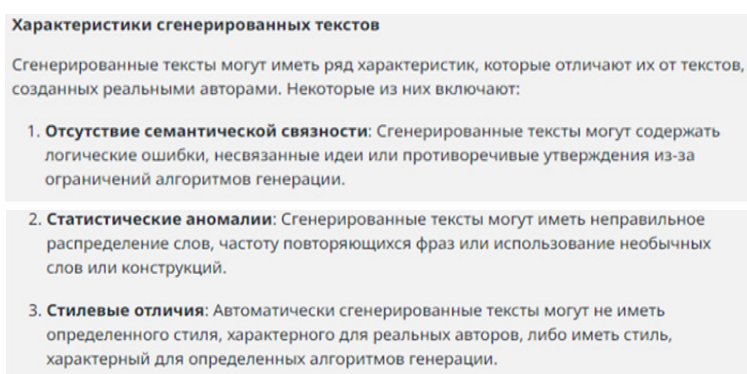 Характеристики сгенерированных текстов
Сгенерированные тексты могут иметь ряд характеристик, которые отличают их от текстов,
созданных реальными авторами. Некоторые из них включают:
1. Отсутствие семантической связности: Сгенерированные тексты могут содержать
логические ошибки, несвязанные идеи или противоречивые утверждения из-за
ограничений алгоритмов генерации.
2. Статистические аномалии: Сгенерированные тексты могут иметь неправильное
распределение слов, частоту повторяющихся фраз или использование необычных
слов или конструкций.
3. Стилевые отличия: Автоматически сгенерированные тексты могут не иметь
определенного стиля, характерного для реальных авторов, либо иметь стиль,
характерный для определенных алгоритмов генерации.